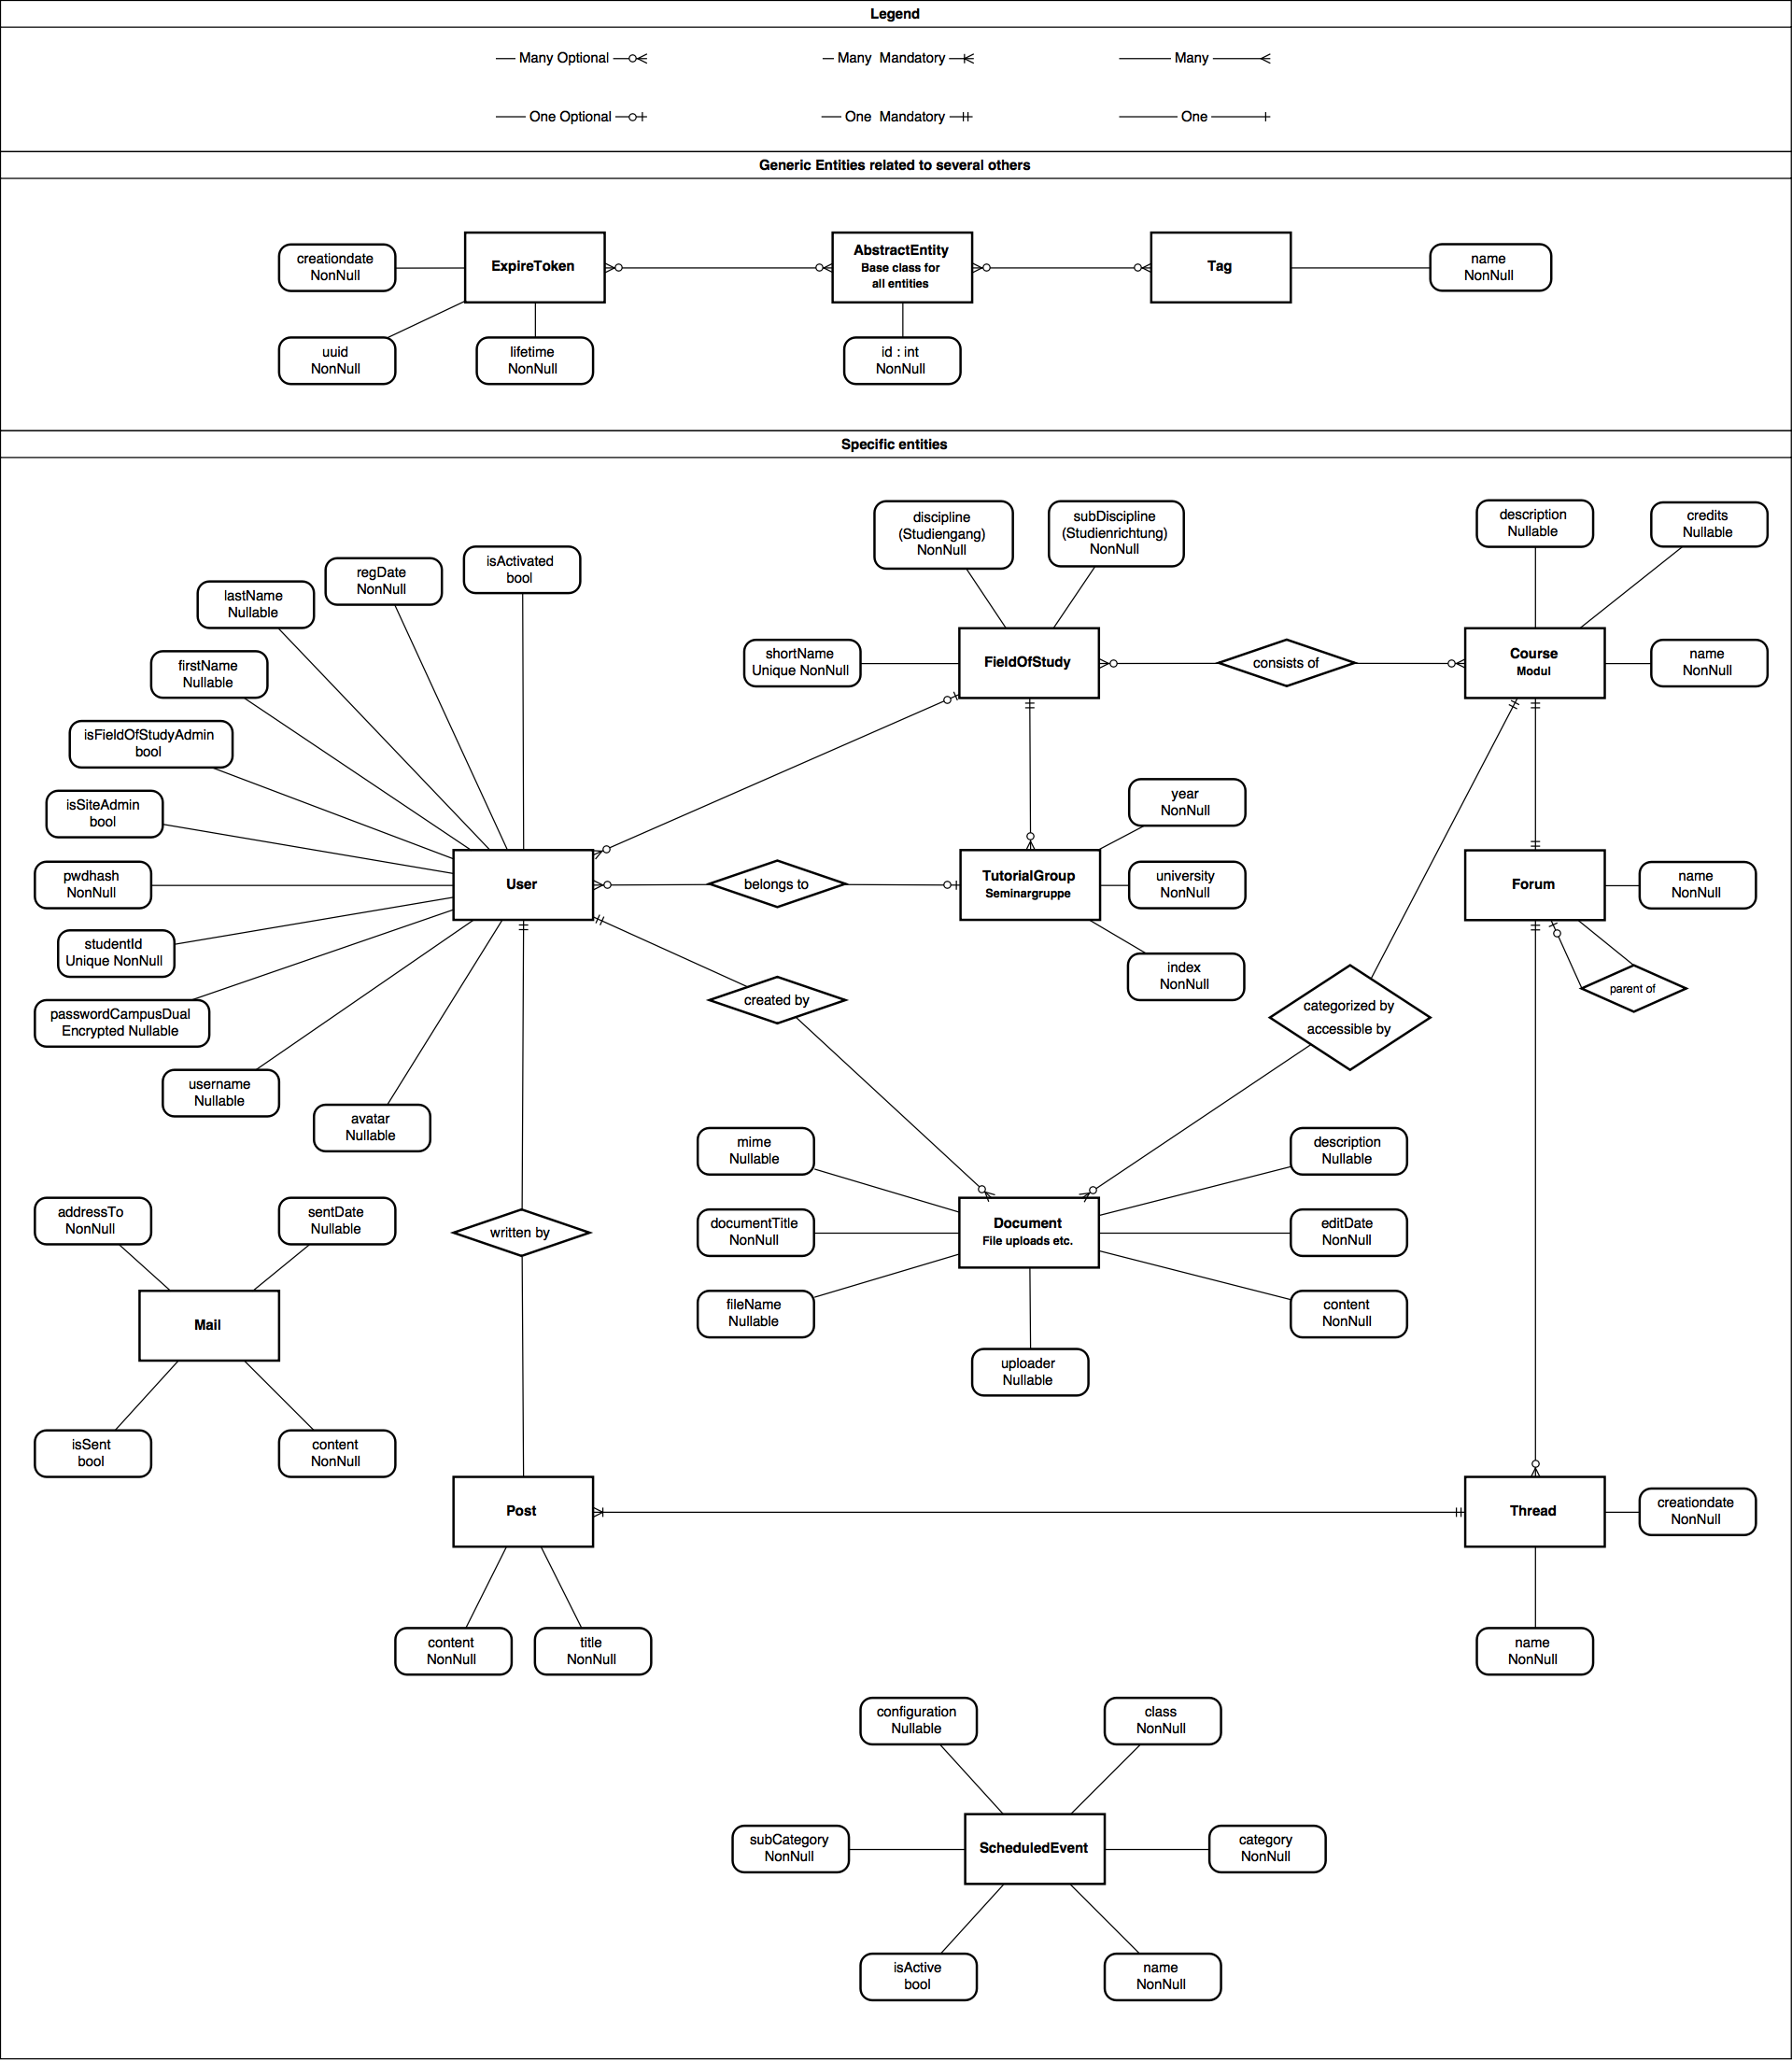 Legend
Many Optional
Many Mandatory
Many
One Optional
One Mandatory
One
Generic Entities related to several others
creationdate
NonNull
ExpireToken
AbstractEntity
Base class for
all entities
Tag
name
NonNull
uuid
NonNull
lifetime
NonNull
id : int
NonNull
Specific entities
discipline
(Studiengang)
NonNull
subDiscipline
(Studienrichtung)
NonNull
description
Nullable
credits
Nullable
isActivated
bool
regDate
NonNull
lastName
Nullable
firstName
Nullable
shortName
Unique NonNull
FieldOfStudy
consists of
Course
Modul
name
NonNull
isFieldOfStudyAdmin
bool
isSiteAdmin
bool
year
NonNull
pwdhash
NonNull
User
belongs to
TutorialGroup
Seminargruppe
university
NonNull
Forum
name
NonNull
studentId
Unique NonNull
index
NonNull
created by
categorized by
accessible by
parent of
passwordCampusDual
Encrypted Nullable
username
Nullable
avatar
Nullable
mime
Nullable
description
Nullable
addressTo
NonNull
sentDate
Nullable
written by
documentTitle
NonNull
Document
File uploads etc.
editDate
NonNull
Mail
fileName
Nullable
content
NonNull
uploader
Nullable
isSent
bool
content
NonNull
Post
Thread
creationdate
NonNull
content
NonNull
title
NonNull
name
NonNull
configuration
Nullable
class
NonNull
subCategory
NonNull
ScheduledEvent
category
NonNull
isActive
bool
name
NonNull